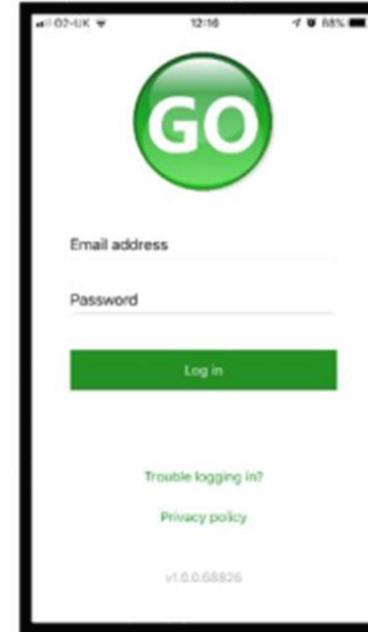 O2-UK 12:16 88%
GO
Email address
Password
Log in
Trouble logging in?
Privacy policy
v1.6.0.68826